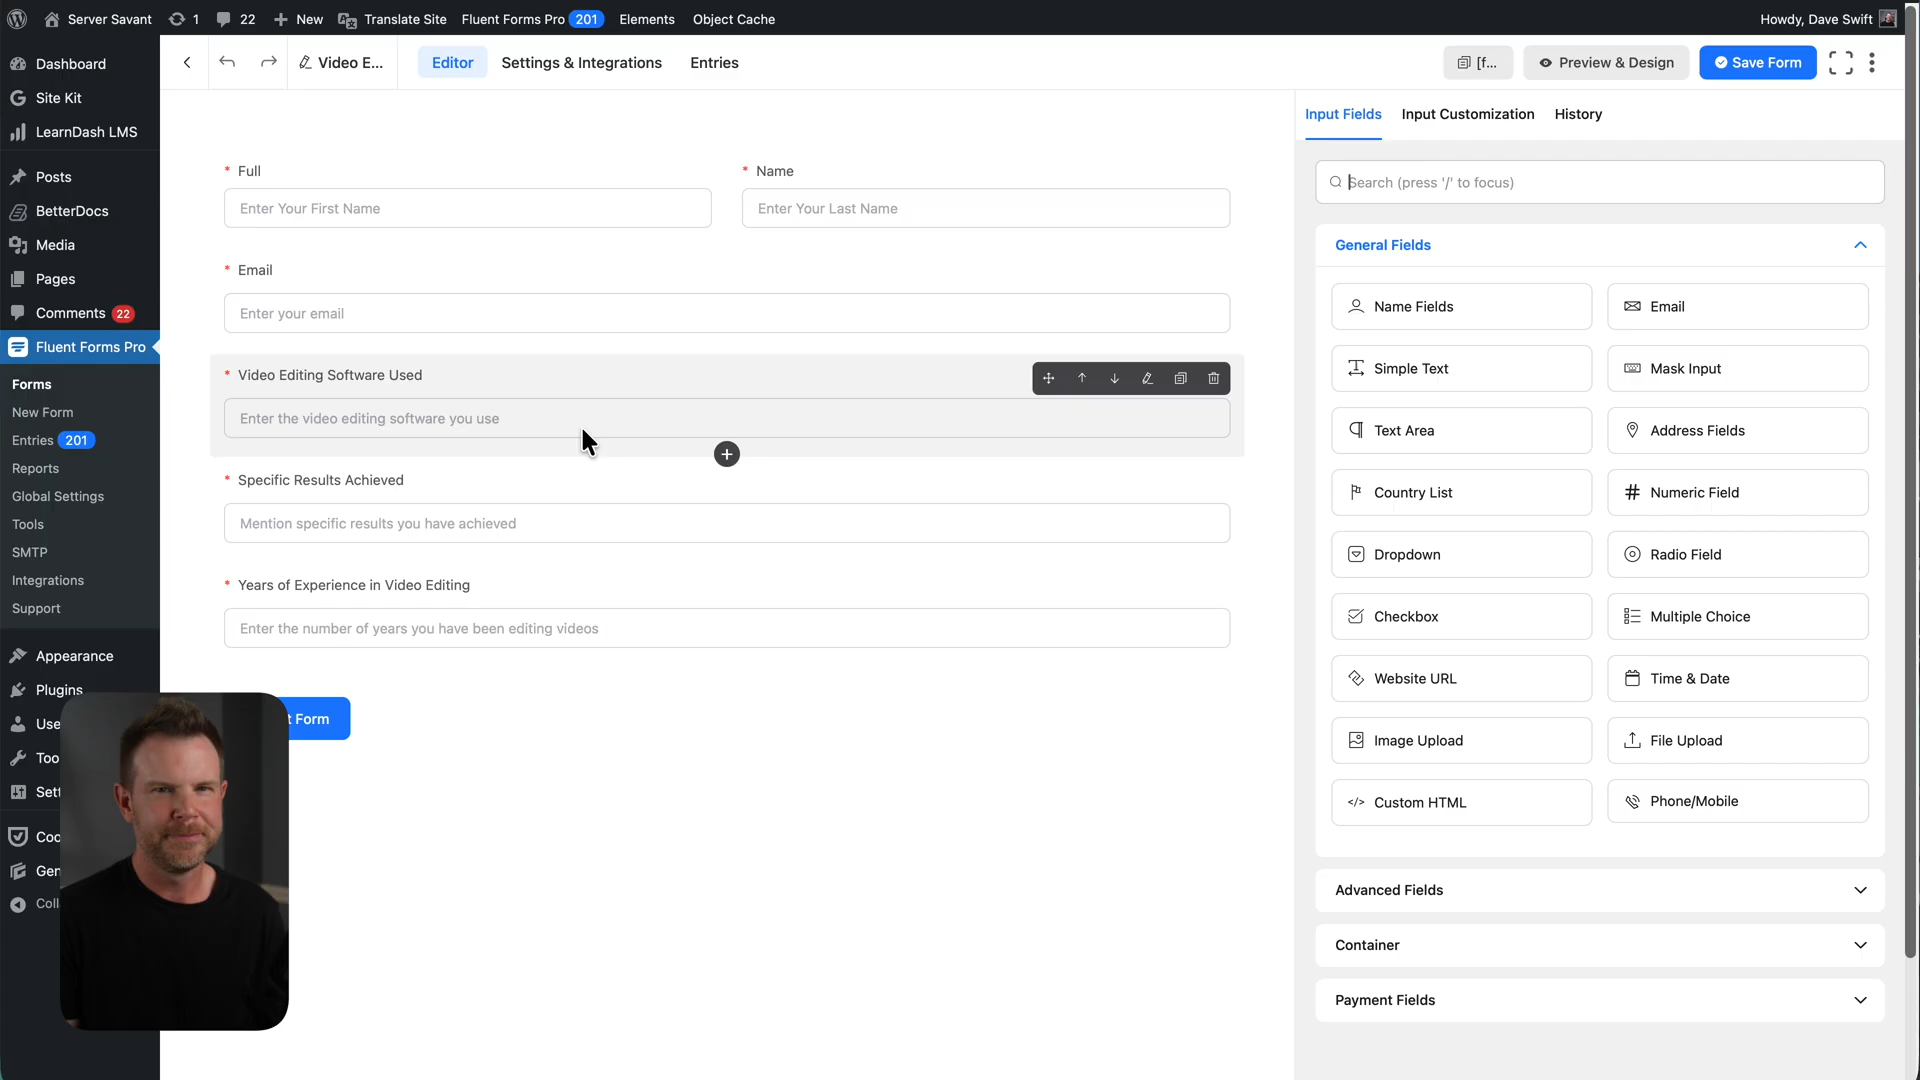 Server Savant 1 22 New Translate Site Fluent Forms Pro 201 Elements Object Cache Howdy, Dave Swift
Dashboard
Site Kit
LearnDash LMS
Posts
BetterDocs
Media
Pages
Comments 22
Fluent Forms Pro
Forms
New Form
Entries 201
Reports
Global Settings
Tools
SMTP
Integrations
Support
Appearance
Plugins
Use
Too
Sett
Coo
Gen
Coll
Video E... Editor Settings & Integrations Entries [f... Preview & Design Save Form
* Full * Name
Enter Your First Name Enter Your Last Name
* Email
Enter your email
* Video Editing Software Used
Enter the video editing software you use
* Specific Results Achieved
Mention specific results you have achieved
* Years of Experience in Video Editing
Enter the number of years you have been editing videos
t Form
Input Fields Input Customization History
Search (press '/' to focus)
General Fields
Name Fields Email
Simple Text Mask Input
Text Area Address Fields
Country List Numeric Field
Dropdown Radio Field
Checkbox Multiple Choice
Website URL Time & Date
Image Upload File Upload
Custom HTML Phone/Mobile
Advanced Fields
Container
Payment Fields